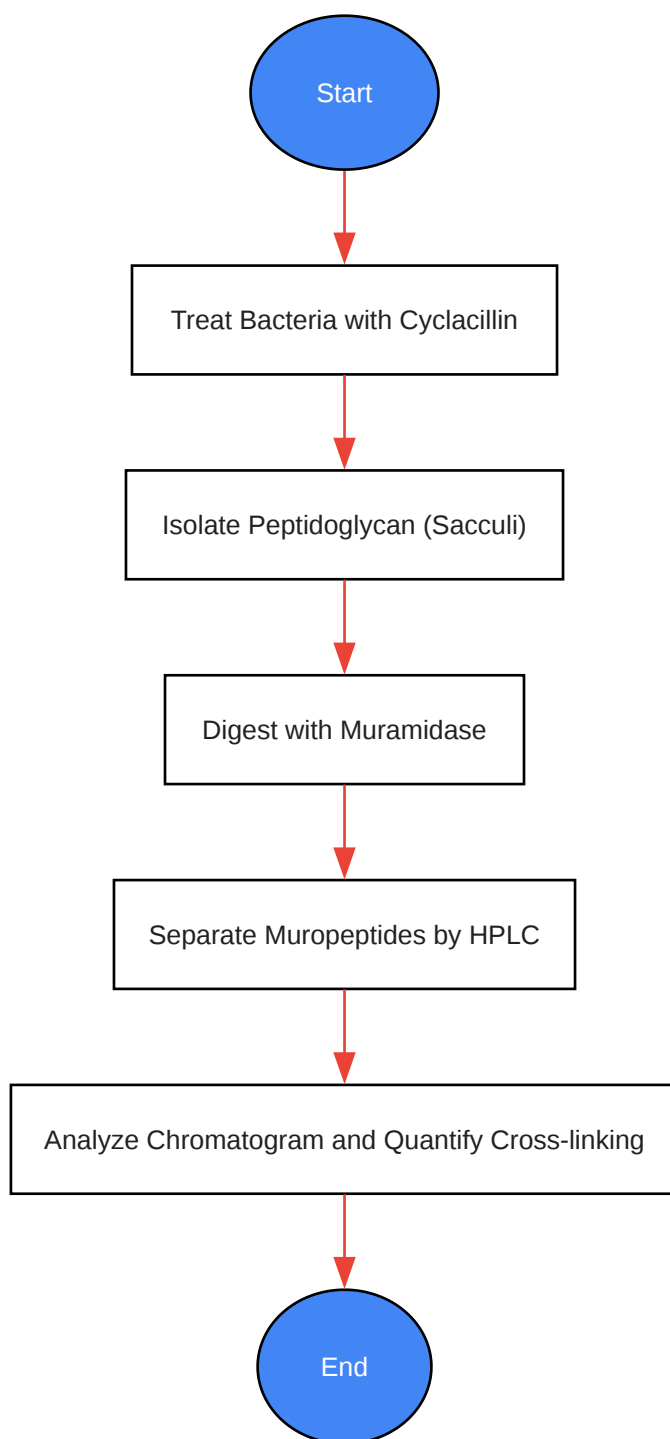 Start
Treat Bacteria with Cyclacillin
Isolate Peptidoglycan (Sacculi)
Digest with Muramidase
Separate Muropeptides by HPLC
Analyze Chromatogram and Quantify Cross-linking
End